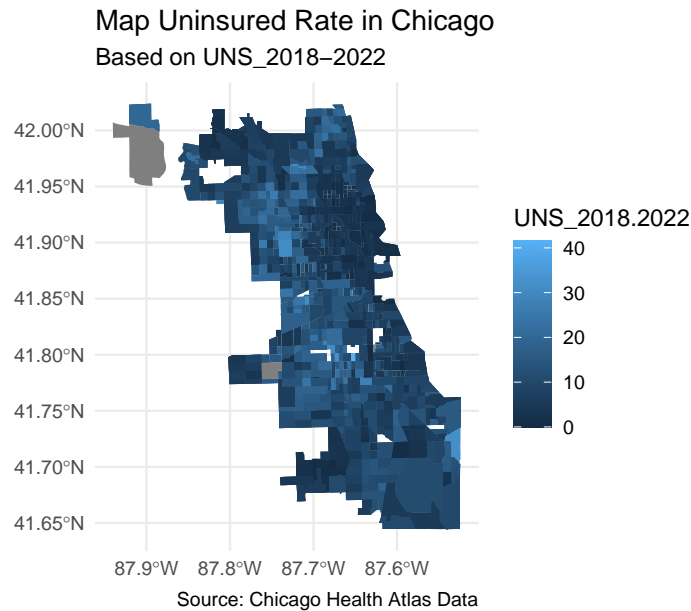 Map Uninsured Rate in Chicago
Based on UNS_2018−2022
42.00°N
41.95°N
41.90°N
41.85°N
41.80°N
41.75°N
41.70°N
41.65°N
87.9°W 87.8°W 87.7°W 87.6°W
UNS_2018.2022
40
30
20
10
0
Source: Chicago Health Atlas Data